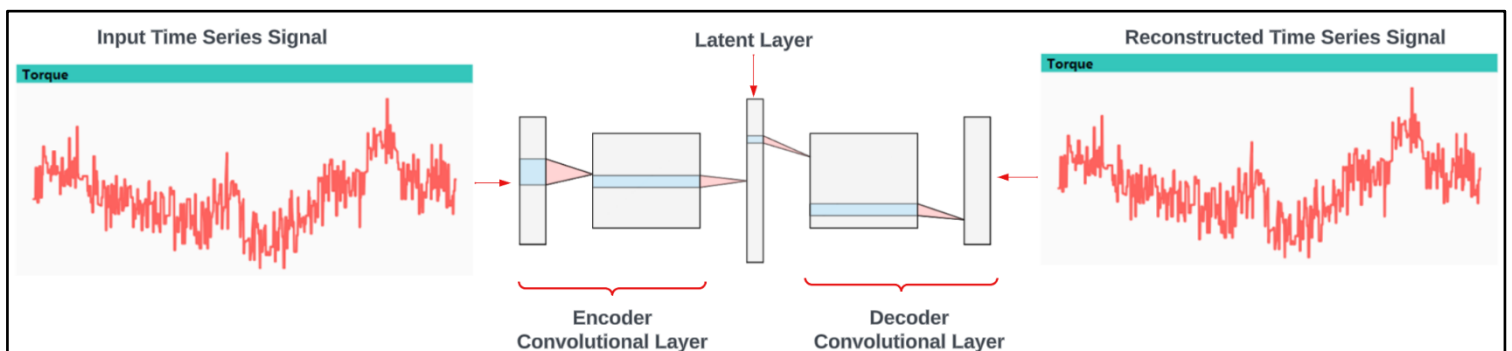 Input Time Series Signal
Torque
Latent Layer
Reconstructed Time Series Signal
Torque
Encoder
Convolutional Layer
Decoder
Convolutional Layer